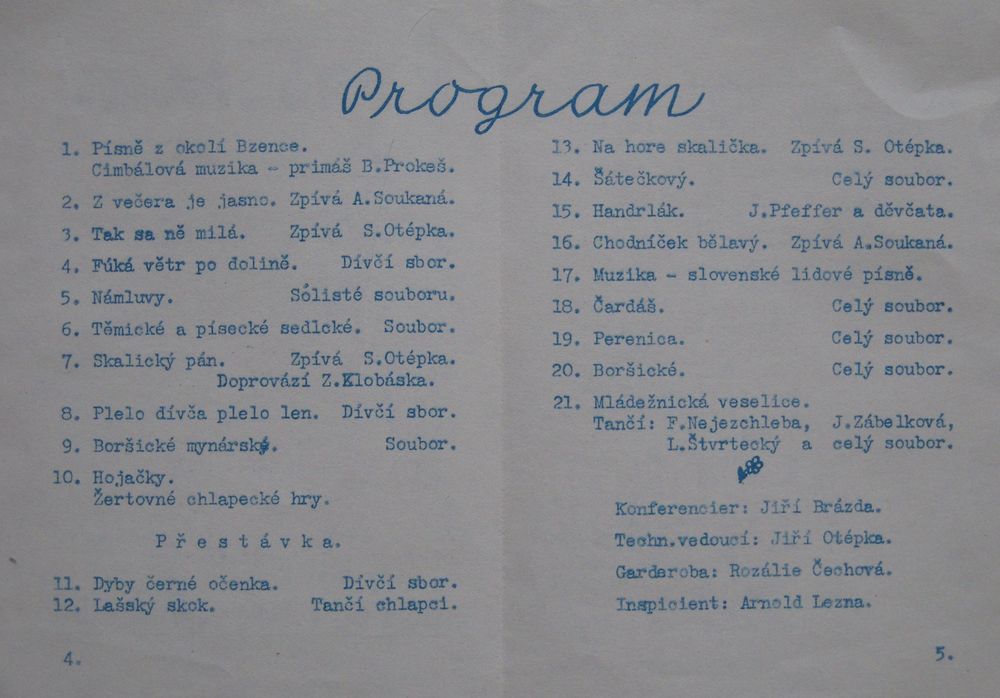 Program
1. Písně z okolí Bzence.
Cimbálová muzika - primáš B.Prokeš.
2. Z večera je jasno. Zpívá A.Soukaná.
3. Tak sa ně milá. Zpívá S.Otépka.
4. Fúká větr po dolině. Dívčí sbor.
5. Námluvy. Sólisté souboru.
6. Těmické a písecké sedlcké. Soubor.
7. Skalický pán. Zpívá S.Otépka.
Doprovází Z.Klobáska.
8. Plelo dívča plelo len. Dívčí sbor.
9. Boršické mynárské. Soubor.
10. Hojačky.
Žertovné chlapecké hry.
Přestávka.
11. Dyby černé očenka. Dívčí sbor.
12. Lašský skok. Tančí chlapci.
4.
13. Na hore skalička. Zpívá S. Otépka.
14. Šátečkový. Celý soubor.
15. Handrlák. J.Pfeffer a děvčata.
16. Chodníček bělavý. Zpívá A.Soukaná.
17. Muzika - slovenské lidové písně.
18. Čardáš. Celý soubor.
19. Perenica. Celý soubor.
20. Boršické. Celý soubor.
21. Mládežnická veselice.
Tančí: F.Nejezchleba, J.Zábelková,
L.Štvrtecký a celý soubor.
Konferencier: Jiří Brázda.
Techn.vedoucí: Jiří Otépka.
Gardaroba: Rozálie Čechová.
Inspicient: Arnold Lezna.
5.